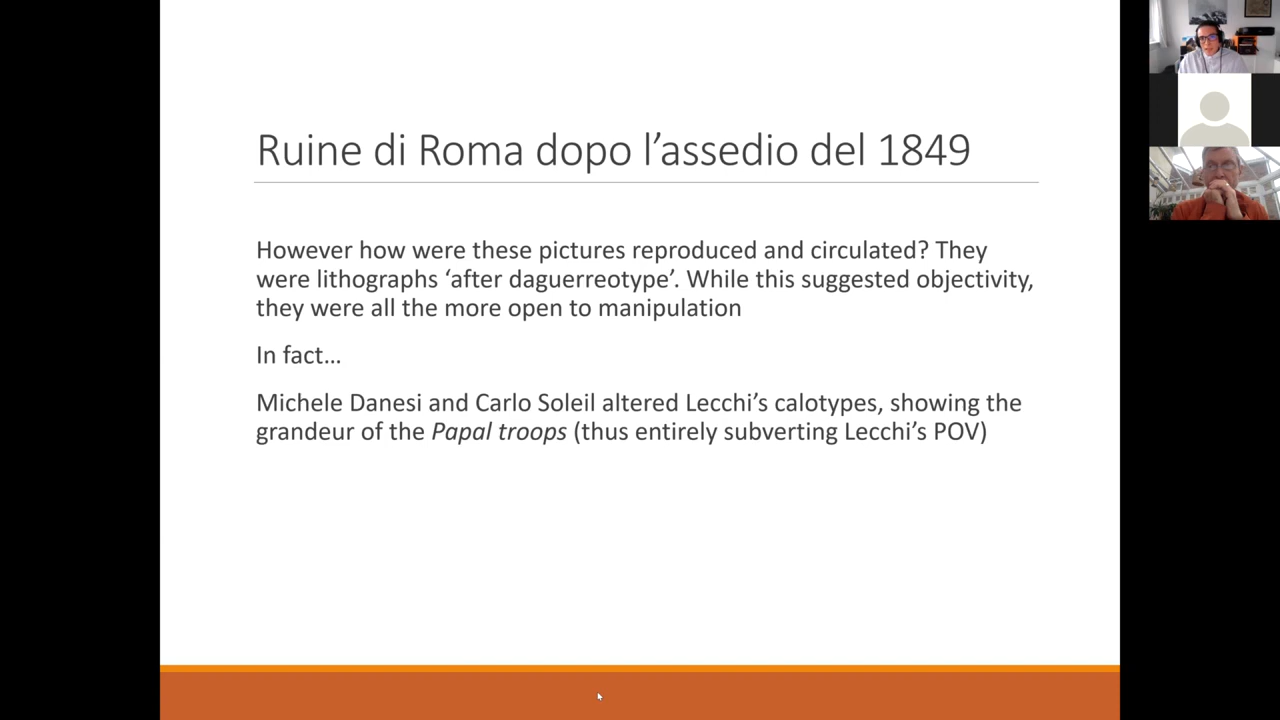 Ruine di Roma dopo l’assedio del 1849
However how were these pictures reproduced and circulated? They
were lithographs ‘after daguerreotype’. While this suggested objectivity,
they were all the more open to manipulation
In fact…
Michele Danesi and Carlo Soleil altered Lecchi’s calotypes, showing the
grandeur of the Papal troops (thus entirely subverting Lecchi’s POV)